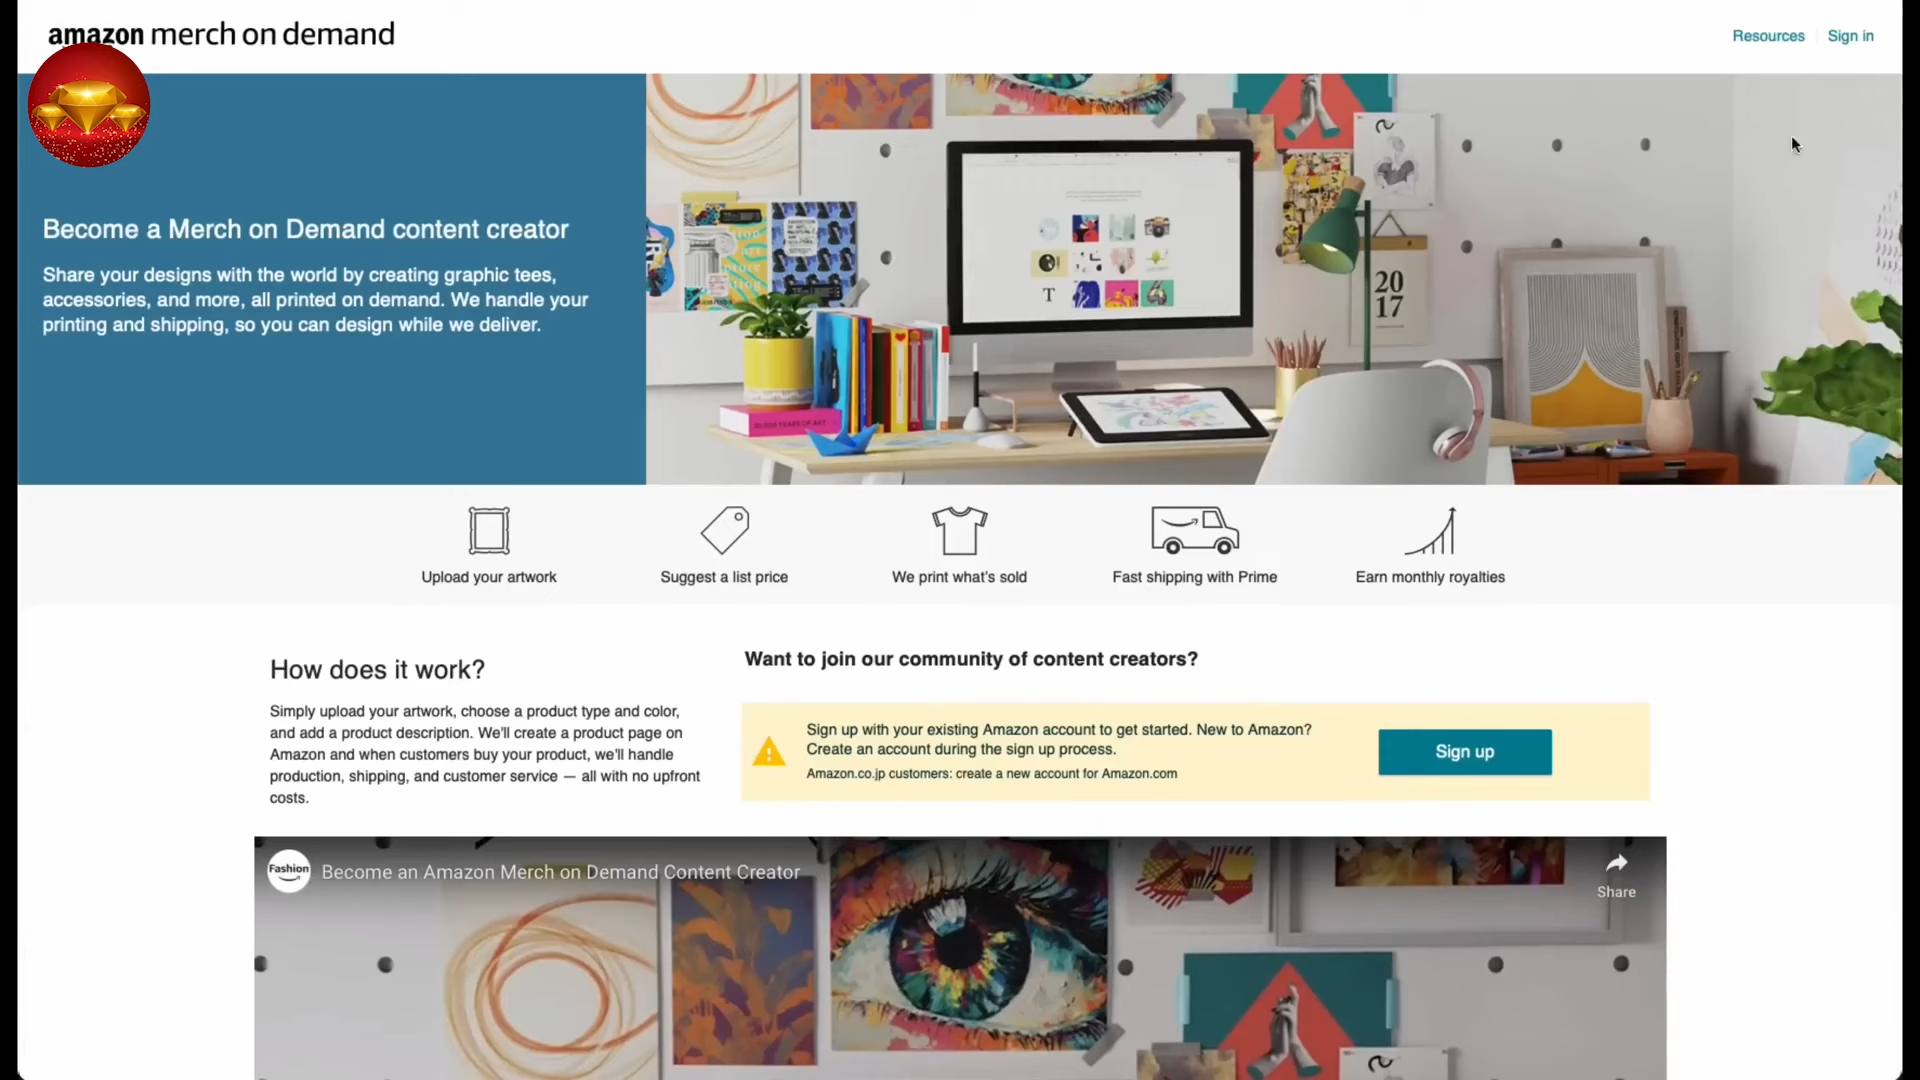 amazon merch on demand
Resources
Sign in
Become a Merch on Demand content creator
Share your designs with the world by creating graphic tees,
accessories, and more, all printed on demand. We handle your
printing and shipping, so you can design while we deliver.
20
17
T
Upload your artwork
Suggest a list price
We print what's sold
Fast shipping with Prime
Earn monthly royalties
How does it work?
Simply upload your artwork, choose a product type and color,
and add a product description. We'll create a product page on
Amazon and when customers buy your product, we'll handle
production, shipping, and customer service — all with no upfront
costs.
Want to join our community of content creators?
Sign up with your existing Amazon account to get started. New to Amazon?
Create an account during the sign up process.
Amazon.co.jp customers: create a new account for Amazon.com
Sign up
Fashion
Become an Amazon Merch on Demand Content Creator
Share